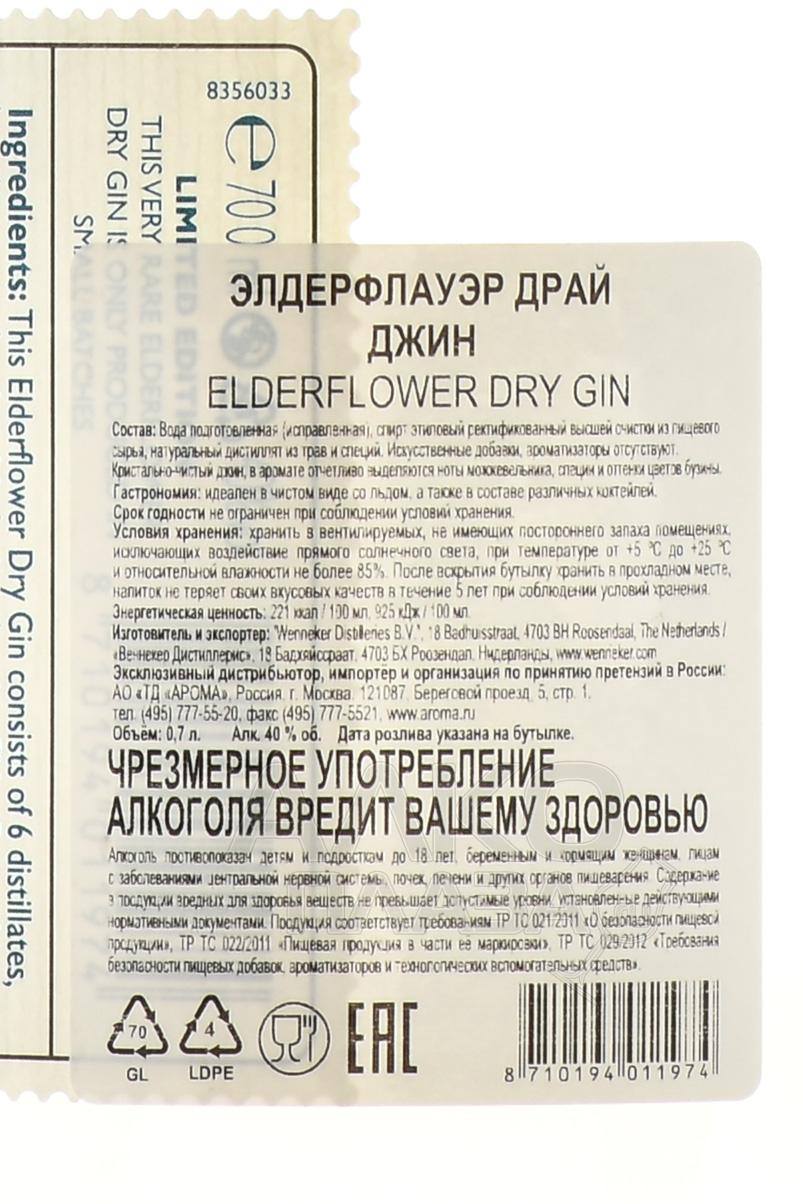 8356033
℮ 700
LIMITED EDITI
THIS VERY RARE ELDER
DRY GIN IS ONLY PROD
SMALL BATCHES
Ingredients: This Elderflower Dry Gin consists of 6 distillates,
ЭЛДЕРФЛАУЭР ДРАЙ
ДЖИН
ELDERFLOWER DRY GIN
Состав: Вода подготовленная (исправленная), спирт этиловый ректификованный высшей очистки из пищевого
сырья, натуральный дистиллят из трав и специй. Искусственные добавки, ароматизаторы отсутствуют.
Кристально-чистый джин, в аромате отчетливо выделяются ноты можжевельника, специи и оттенки цветов бузины.
Гастрономия: идеален в чистом виде со льдом, а также в составе различных коктейлей.
Срок годности не ограничен при соблюдении условий хранения.
Условия хранения: хранить в вентилируемых, не имеющих постороннего запаха помещениях,
исключающих воздействие прямого солнечного света, при температуре от +5 °С до +25 °С
и относительной влажности не более 85%. После вскрытия бутылку хранить в прохладном месте,
напиток не теряет своих вкусовых качеств в течение 5 лет при соблюдении условий хранения.
Энергетическая ценность: 221 ккал / 100 мл, 925 кДж / 100 мл.
Изготовитель и экспортер: "Wenneker Distilleries B.V.", 18 Badhuisstraat, 4703 BH Roosendaal, The Netherlands /
«Веннекер Дистиллерис», 18 Бадхяйссраат, 4703 БХ Роозендал, Нидерланды, www.wenneker.com
Эксклюзивный дистрибьютор, импортёр и организация по принятию претензий в России:
АО «ТД «АРОМА», Россия, г. Москва, 121087, Береговой проезд, 5, стр. 1,
тел. (495) 777-55-20, факс (495) 777-5521, www.aroma.ru
Объём: 0,7 л. Алк. 40 % об. Дата розлива указана на бутылке.
ЧРЕЗМЕРНОЕ УПОТРЕБЛЕНИЕ
АЛКОГОЛЯ ВРЕДИТ ВАШЕМУ ЗДОРОВЬЮ
Алкоголь противопоказан детям и подросткам до 18 лет, беременным и кормящим женщинам, лицам
с заболеваниями центральной нервной системы, почек, печени и других органов пищеварения. Содержание
в продукции вредных для здоровья веществ не превышает допустимые уровни, установленные действующими
нормативными документами. Продукция соответствует требованиям ТР ТС 021/2011 «О безопасности пищевой
продукции», ТР ТС 022/2011 «Пищевая продукция в части её маркировки», ТР ТС 029/2012 «Требования
безопасности пищевых добавок, ароматизаторов и технологических вспомогательных средств».
70
GL
4
LDPE
EAC
8 710194 011974